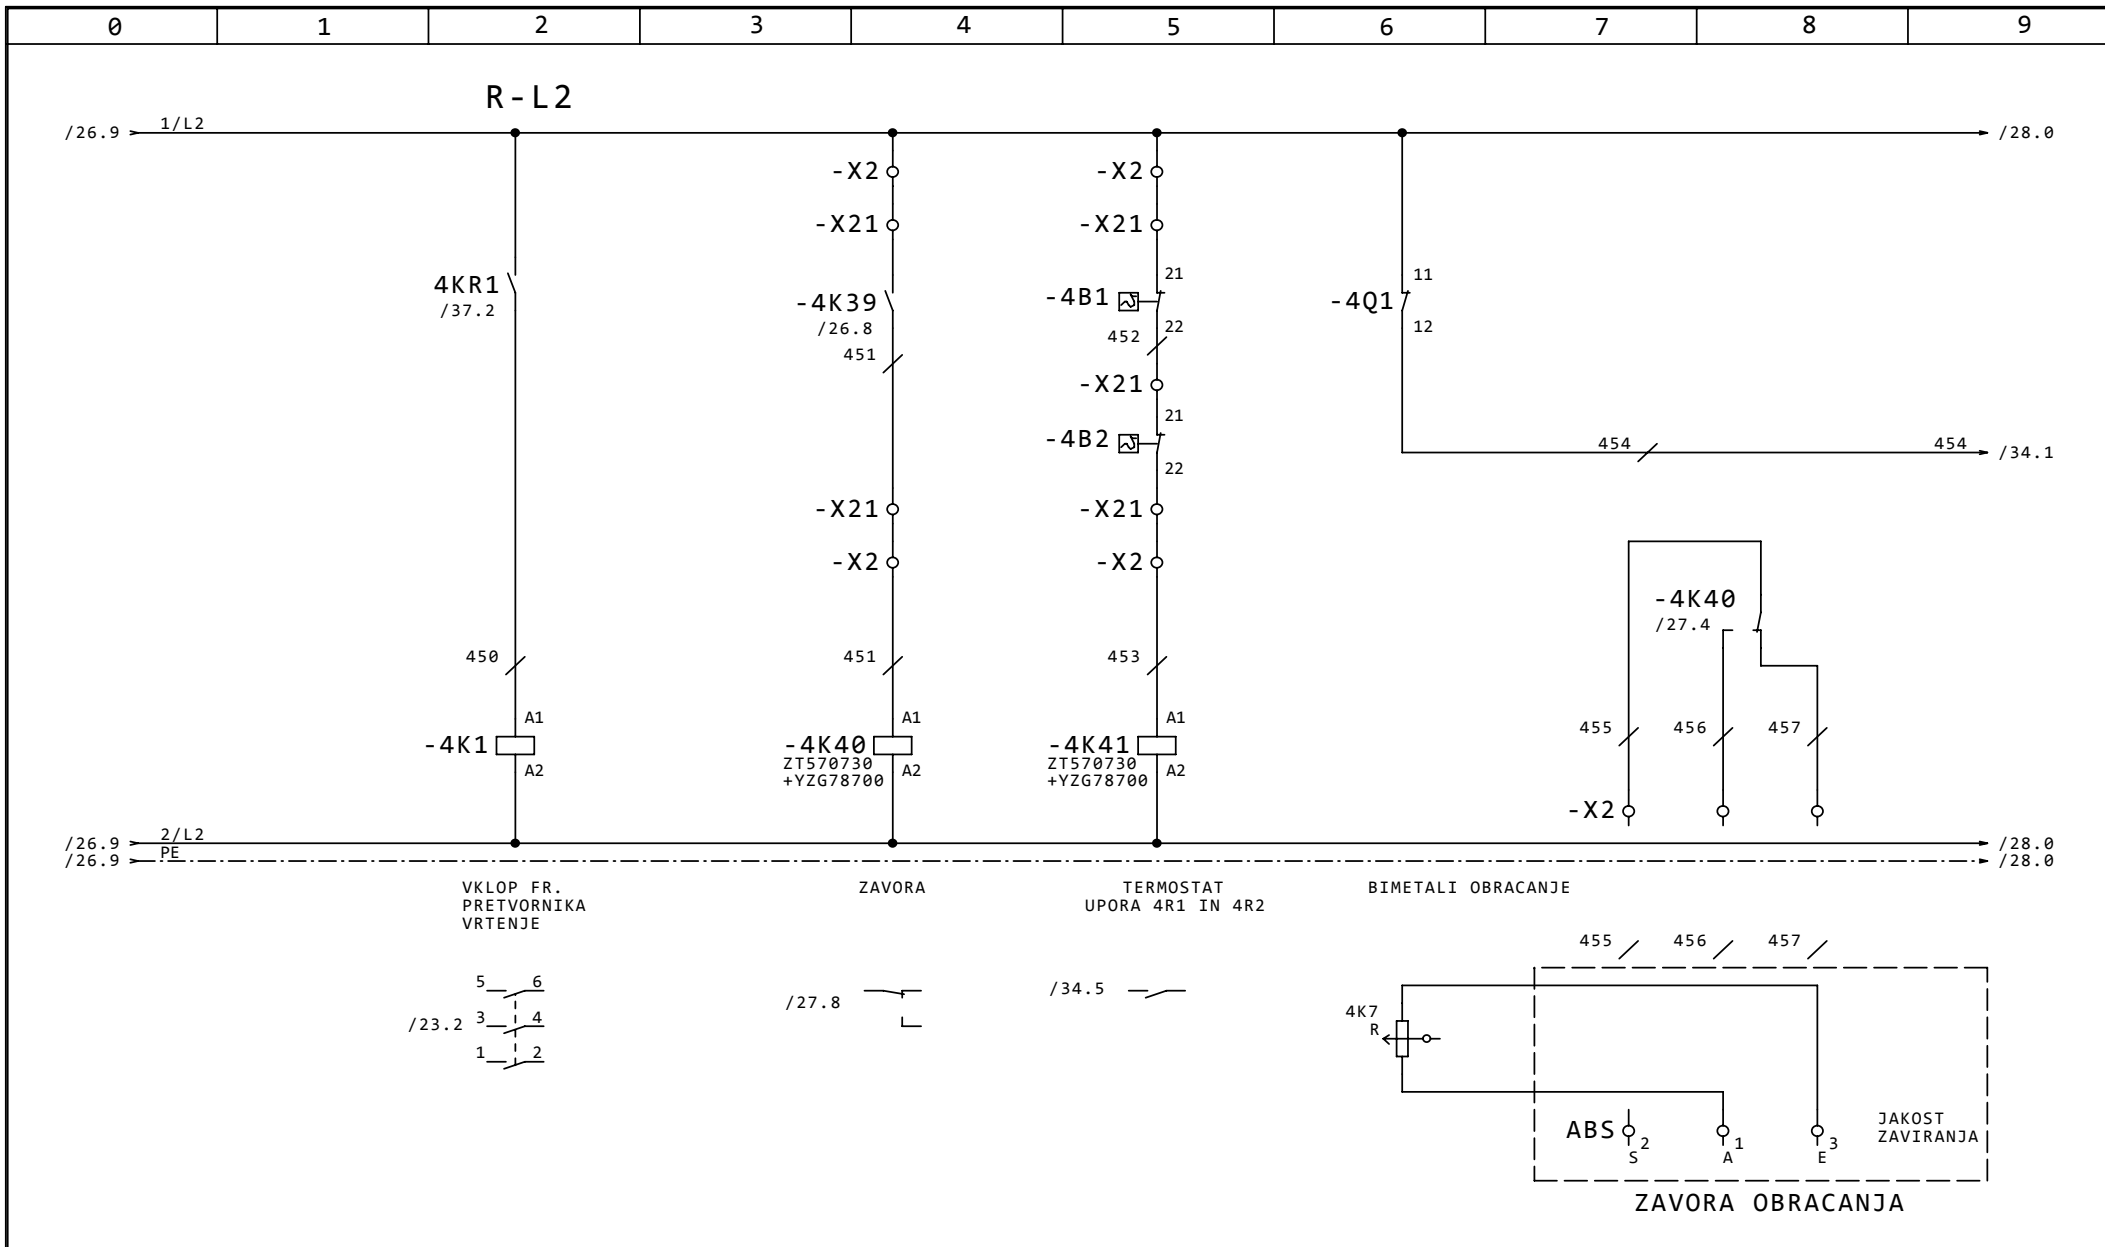 0 1 2 3 4 5 6 7 8 9
R-L2
/26.9 1/L2 /28.0
-X2 -X2
-X21 -X21
4KR1
/37.2
-4K39
/26.8
451
21
-4B1
22
452
11
-4Q1
12
-X21
21
-4B2
22
454 454 /34.1
-X21 -X21
-X2 -X2
-4K40
/27.4
450 451 453
455 456 457
A1 A1 A1
-4K1 -4K40 -4K41
ZT570730 ZT570730
+YZG78700 +YZG78700
A2 A2 A2
-X2
/26.9 2/L2 /28.0
/26.9 PE /28.0
VKLOP FR.
PRETVORNIKA
VRTENJE
ZAVORA
TERMOSTAT
UPORA 4R1 IN 4R2
BIMETALI OBRACANJE
455 456 457
5 6
/23.2 3 4
1 2
/27.8
/34.5
4K7
R
JAKOST
ZAVIRANJA
ABS 2 1 3
S A E
ZAVORA OBRACANJA